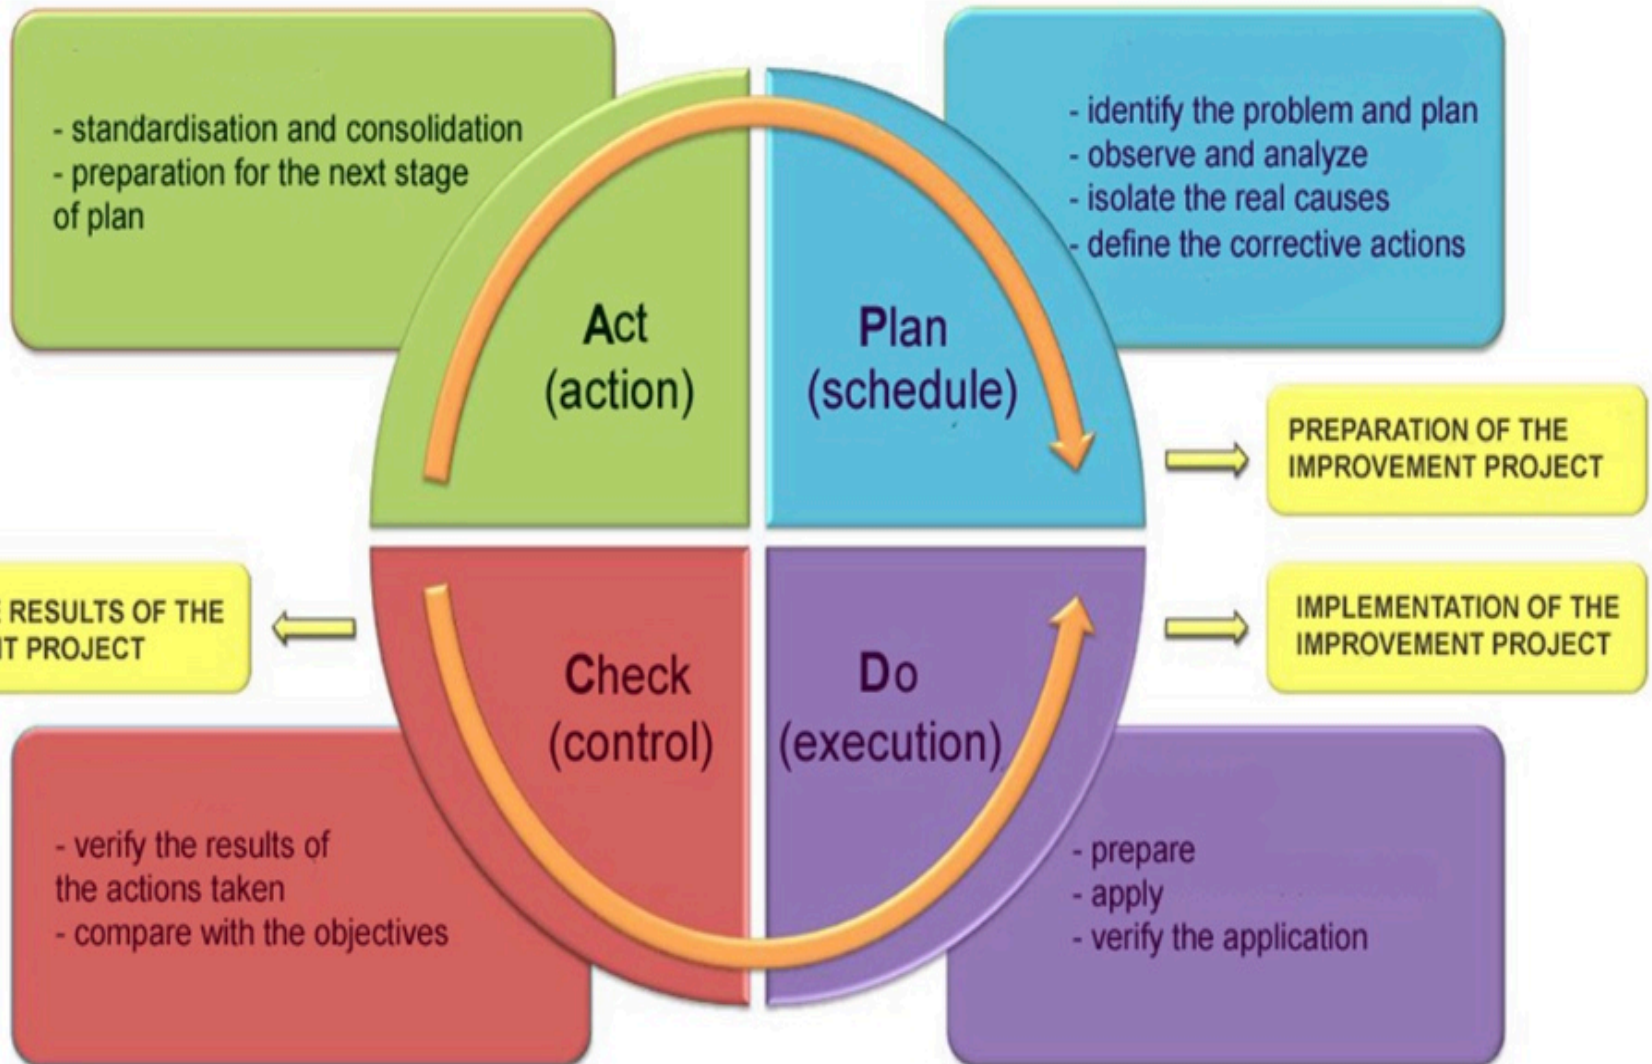 - standardisation and consolidation
- preparation for the next stage
of plan
- identify the problem and plan
- observe and analyze
- isolate the real causes
- define the corrective actions
Act
(action)
Plan
(schedule)
PREPARATION OF THE
IMPROVEMENT PROJECT
RESULTS OF THE
PROJECT
IMPLEMENTATION OF THE
IMPROVEMENT PROJECT
Check
(control)
Do
(execution)
- verify the results of
the actions taken
- compare with the objectives
- prepare
- apply
- verify the application